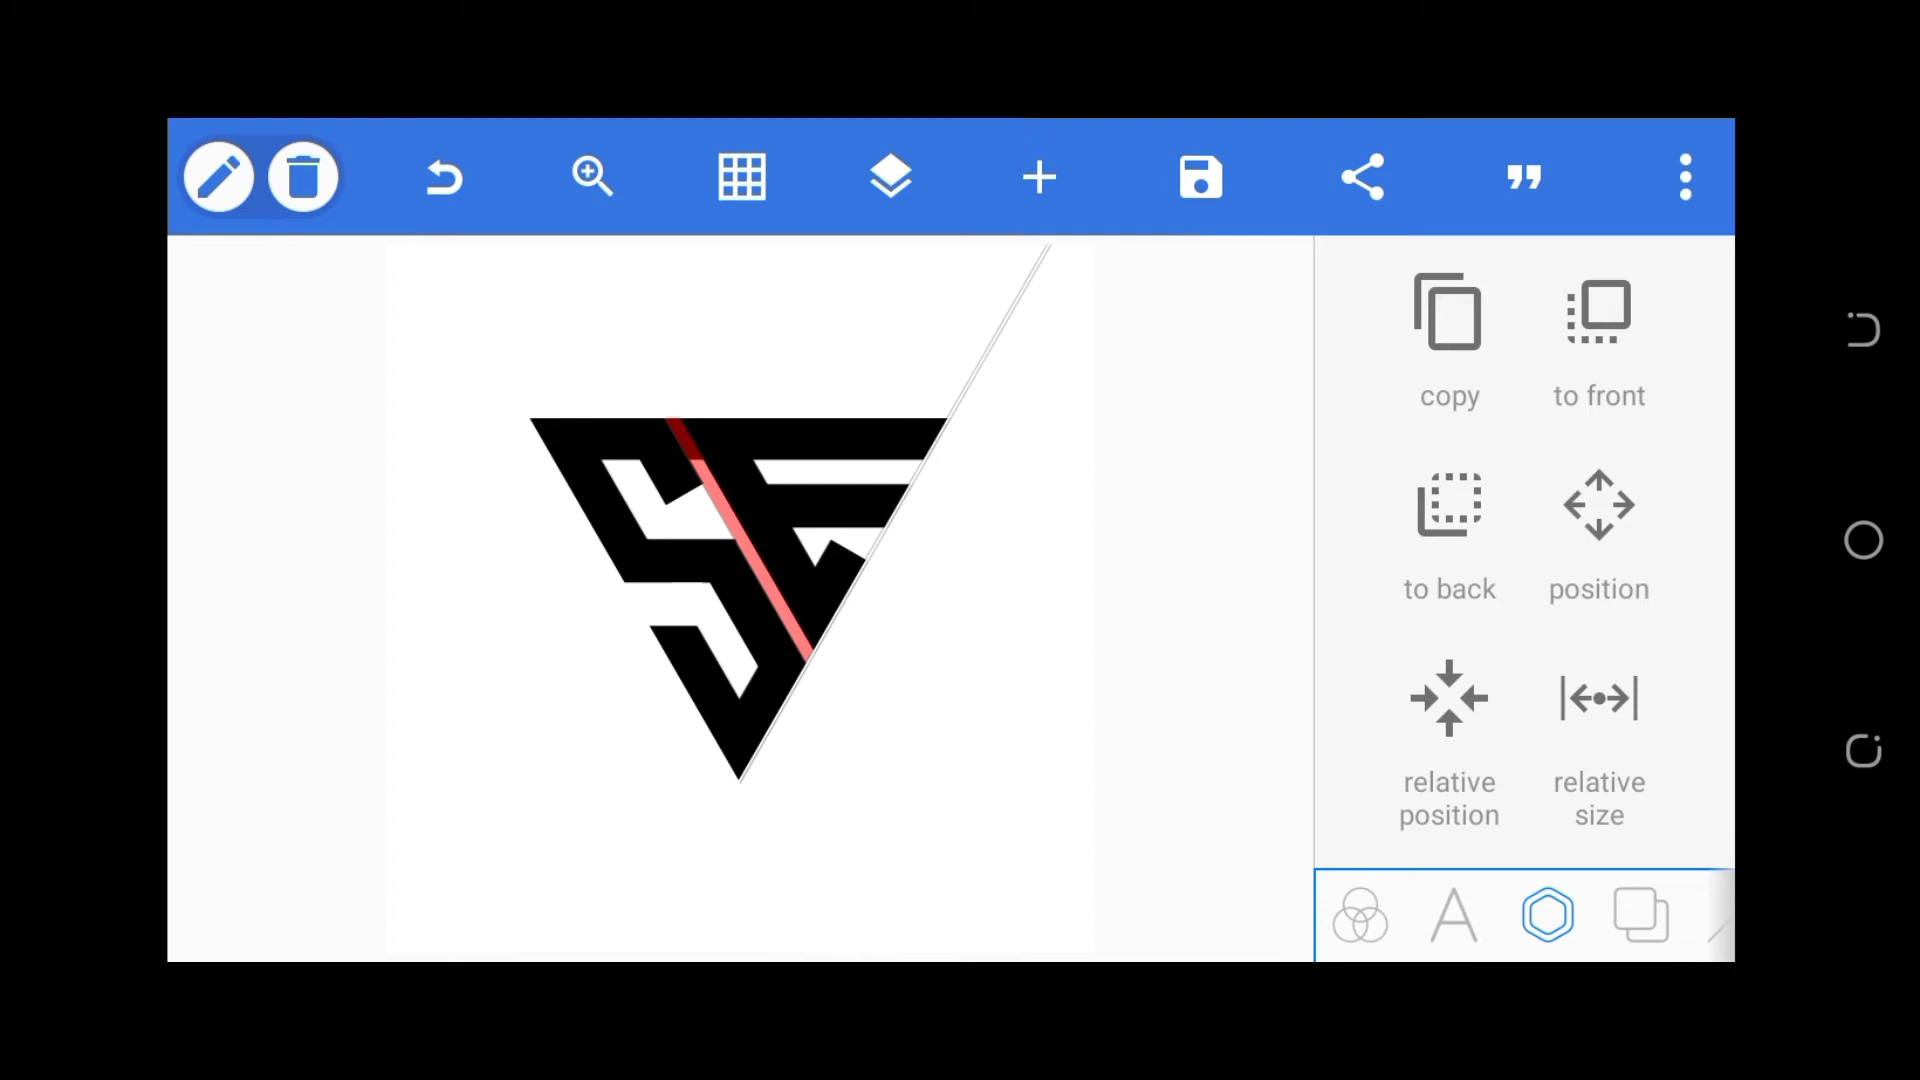 copy
to front
to back
position
relative
position
relative
size